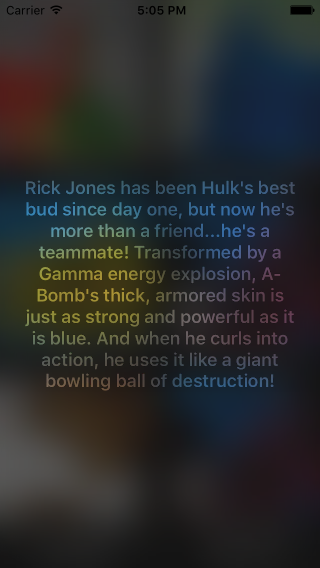 Carrier 5:05 PM
Rick Jones has been Hulk's best
bud since day one, but now he's
more than a friend...he's a
teammate! Transformed by a
Gamma energy explosion, A-
Bomb's thick, armored skin is
just as strong and powerful as it
is blue. And when he curls into
action, he uses it like a giant
bowling ball of destruction!